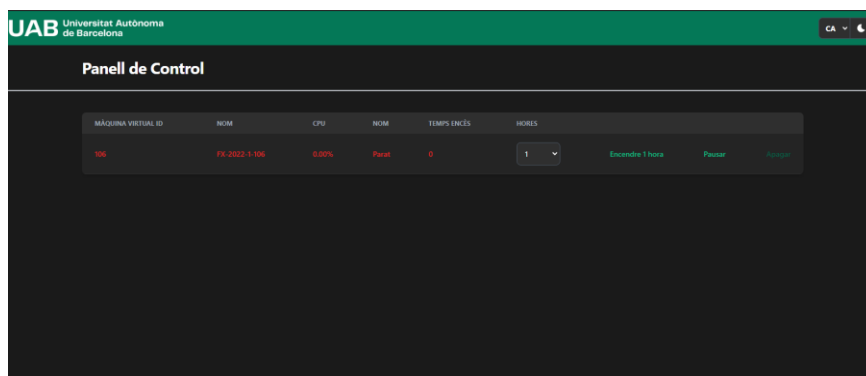 UAB Universitat Autònoma
de Barcelona
CA
Panell de Control
MÀQUINA VIRTUAL ID NOM CPU NOM TEMPS ENCÈS HORES
106 FX-2022-1-106 0.00% Parat 0 1 Encendre 1 hora Pausar Apagar